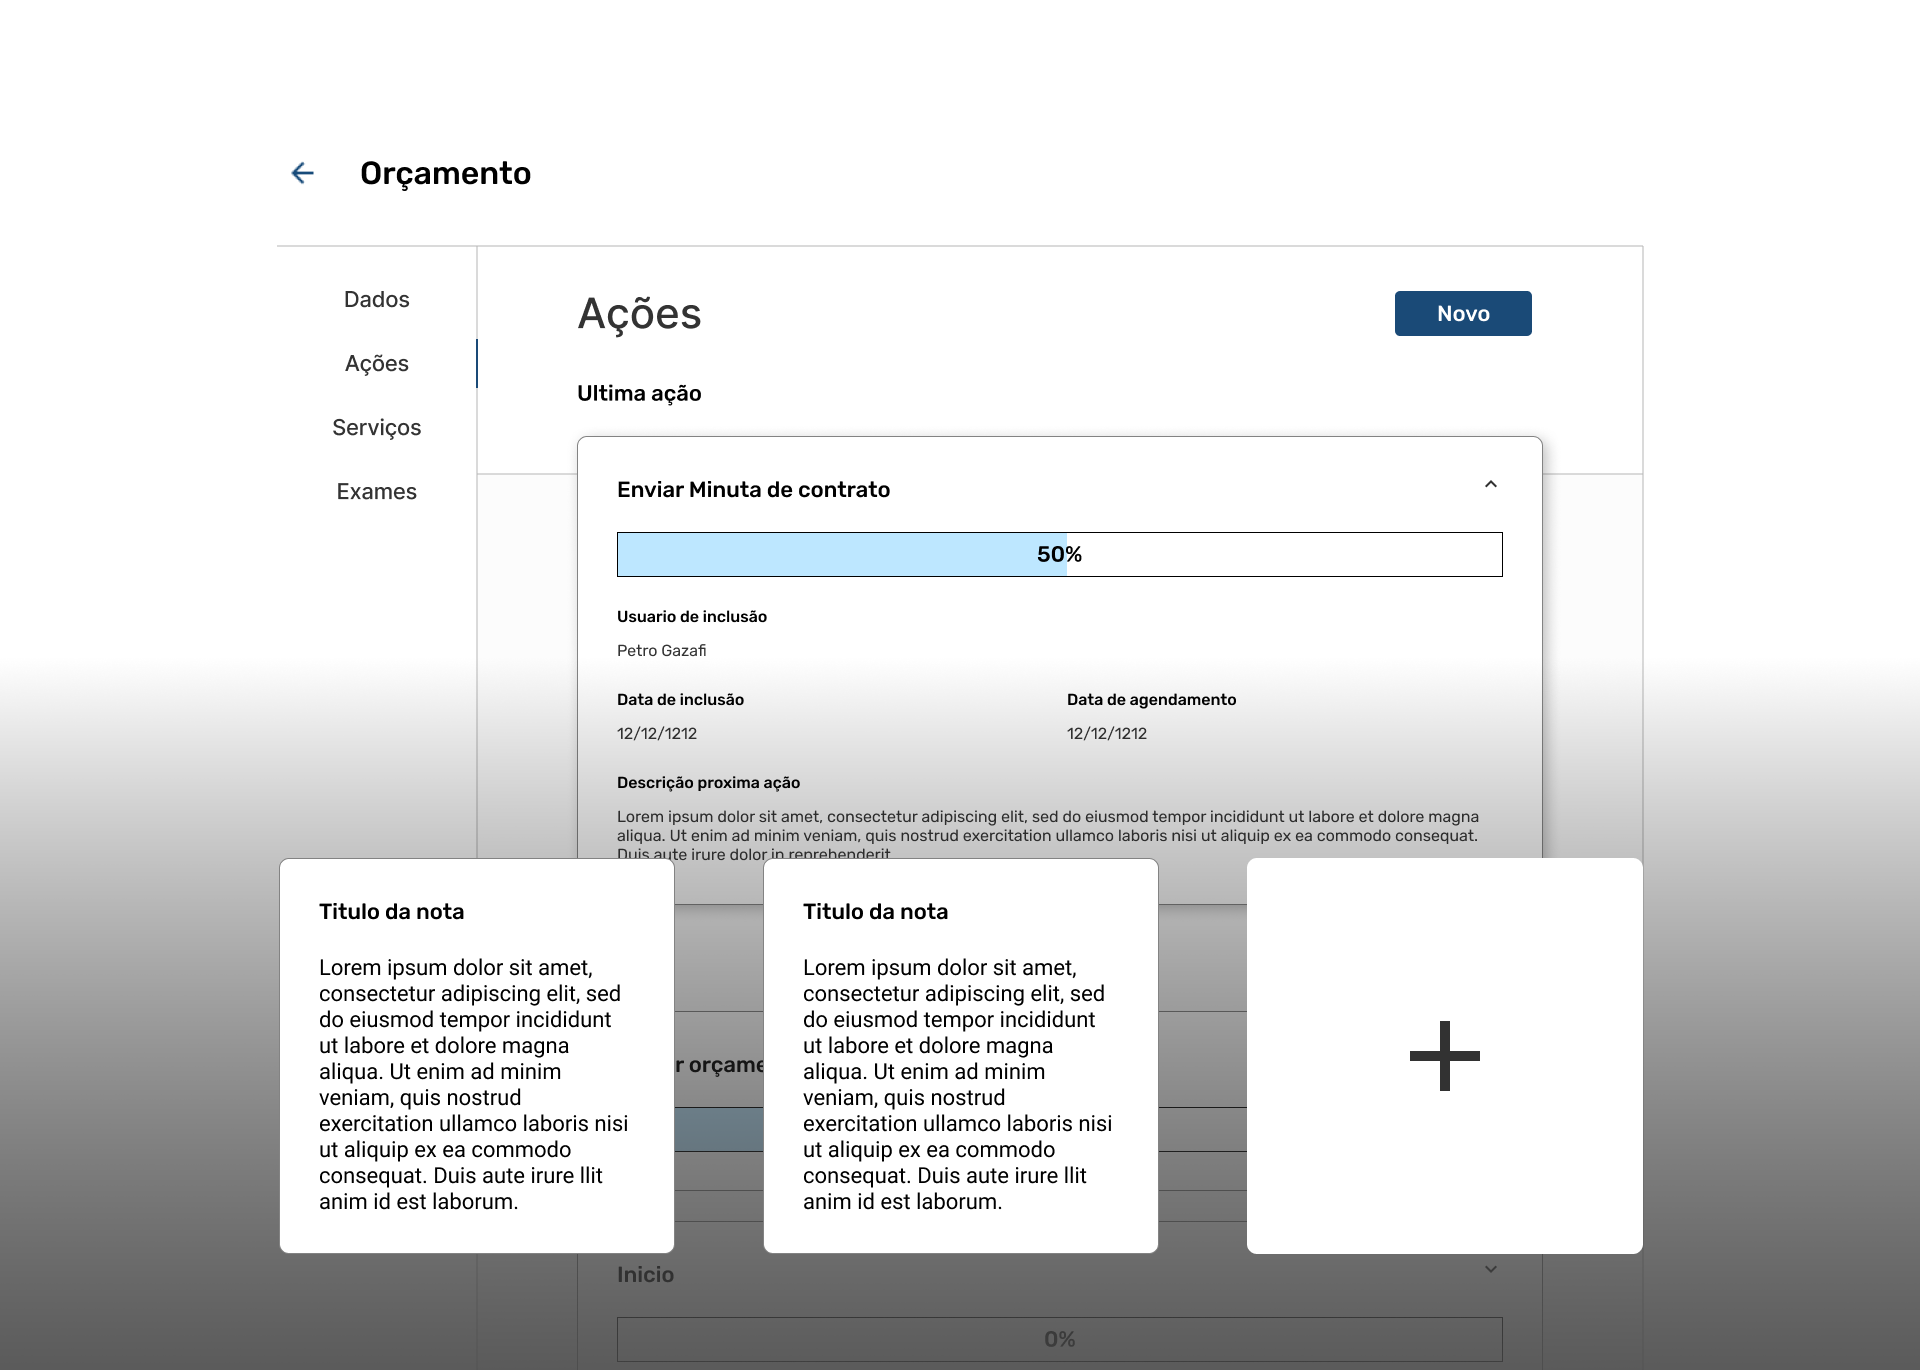 Orçamento
Dados
Ações
Serviços
Exames
Ações
Novo
Ultima ação
Enviar Minuta de contrato
50%
Usuario de inclusão
Petro Gazafi
Data de inclusão
Data de agendamento
12/12/1212
12/12/1212
Descrição proxima ação
Lorem ipsum dolor sit amet, consectetur adipiscing elit, sed do eiusmod tempor incididunt ut labore et dolore magna
aliqua. Ut enim ad minim veniam, quis nostrud exercitation ullamco laboris nisi ut aliquip ex ea commodo consequat.
Duis aute irure dolor in reprehenderit
Titulo da nota
Lorem ipsum dolor sit amet,
consectetur adipiscing elit, sed
do eiusmod tempor incididunt
ut labore et dolore magna
aliqua. Ut enim ad minim
veniam, quis nostrud
exercitation ullamco laboris nisi
ut aliquip ex ea commodo
consequat. Duis aute irure llit
anim id est laborum.
Titulo da nota
Lorem ipsum dolor sit amet,
consectetur adipiscing elit, sed
do eiusmod tempor incididunt
ut labore et dolore magna
aliqua. Ut enim ad minim
veniam, quis nostrud
exercitation ullamco laboris nisi
ut aliquip ex ea commodo
consequat. Duis aute irure llit
anim id est laborum.
r orçame
Inicio
0%